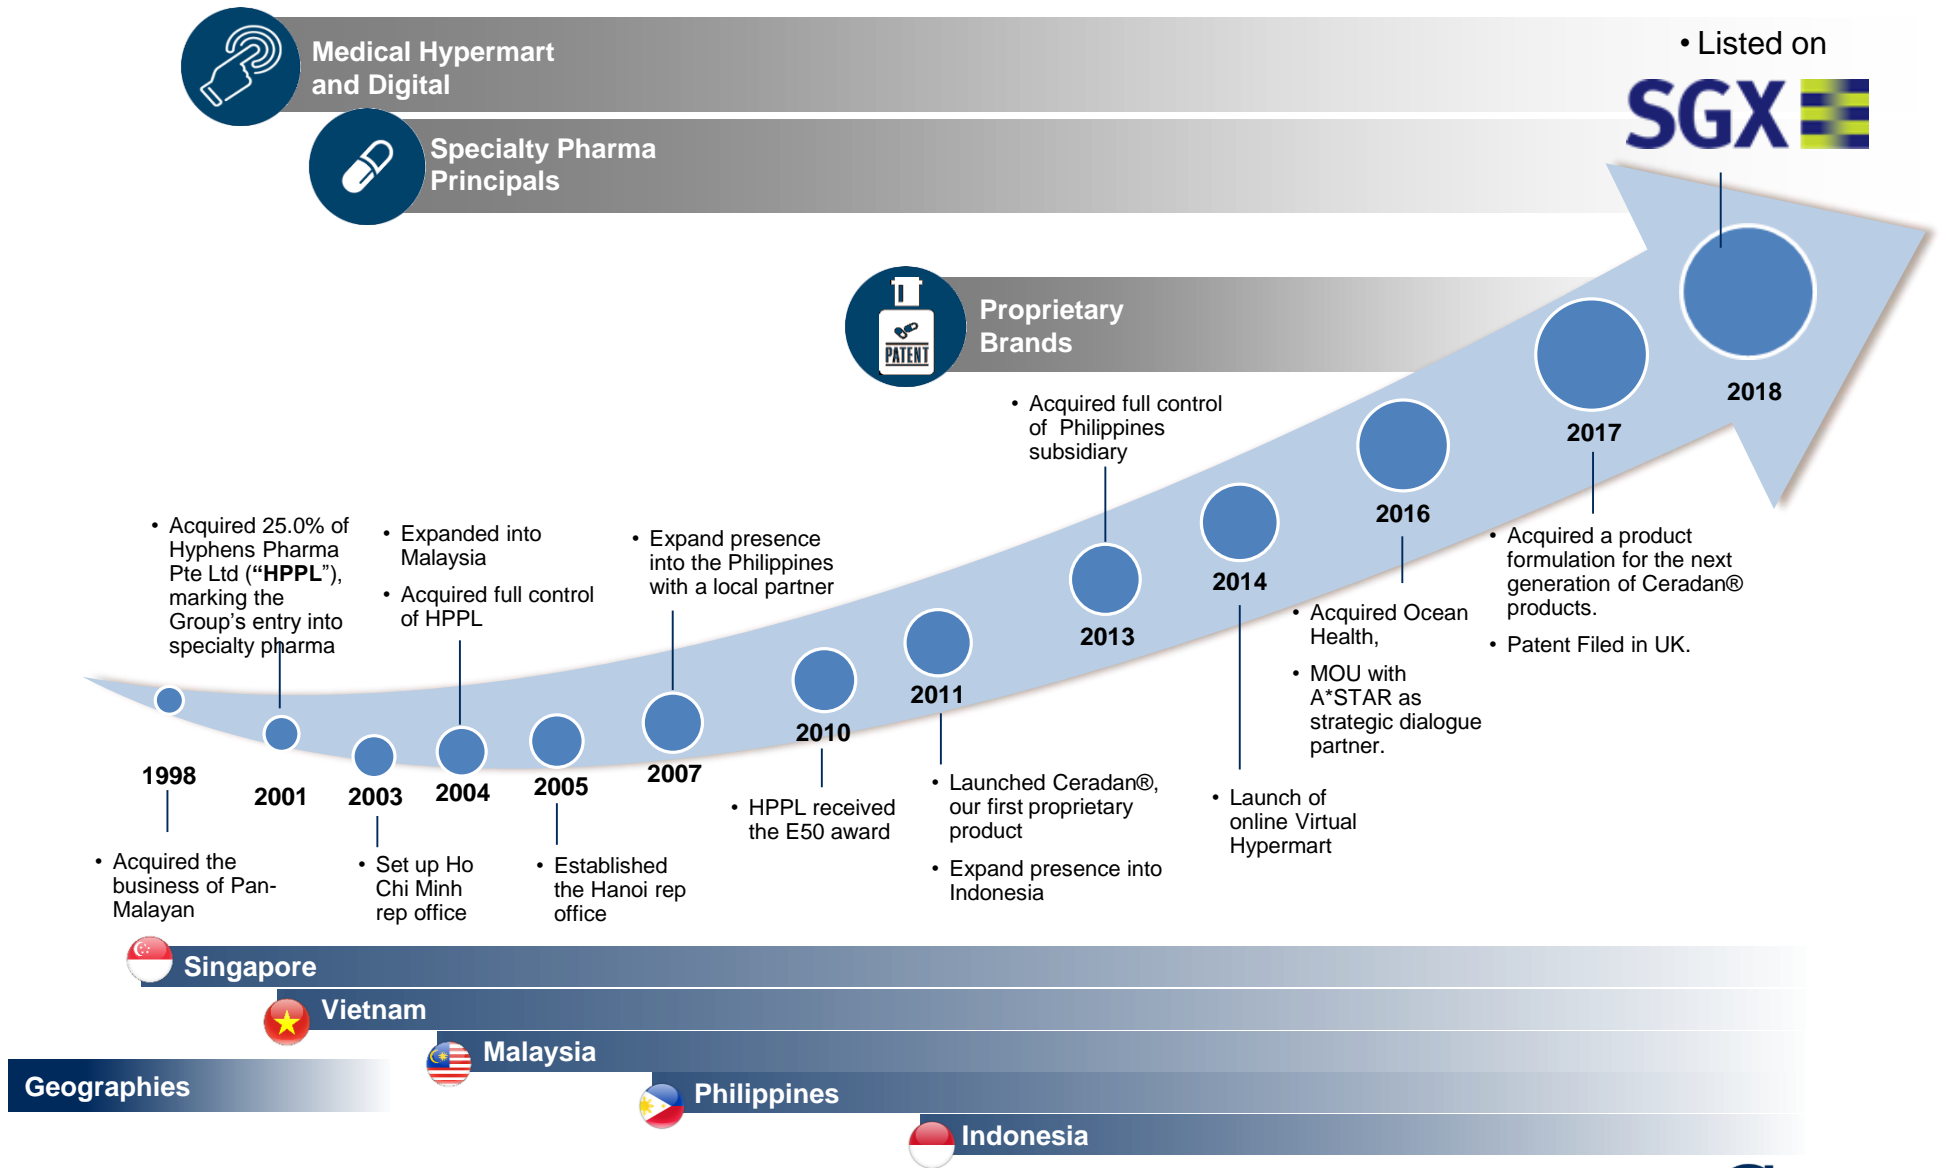 Medical Hypermart
and Digital
• Listed on
SGX
Specialty Pharma
Principals
PATENT
Proprietary
Brands
• Acquired full control
of Philippines
subsidiary
2018
2017
2016
2014
2013
2011
2010
• Acquired 25.0% of
Hyphens Pharma
Pte Ltd (“HPPL”),
marking the
Group’s entry into
specialty pharma
• Expanded into
Malaysia
• Acquired full control
of HPPL
• Expand presence
into the Philippines
with a local partner
• Acquired a product
formulation for the next
generation of Ceradan®
products.
• Patent Filed in UK.
• Acquired Ocean
Health,
• MOU with
A*STAR as
strategic dialogue
partner.
1998
2001
2003
2004
2005
2007
• Acquired the
business of Pan-
Malayan
• Set up Ho
Chi Minh
rep office
• Established
the Hanoi rep
office
• HPPL received
the E50 award
• Launched Ceradan®,
our first proprietary
product
• Expand presence into
Indonesia
• Launch of
online Virtual
Hypermart
Singapore
Vietnam
Malaysia
Geographies
Philippines
Indonesia